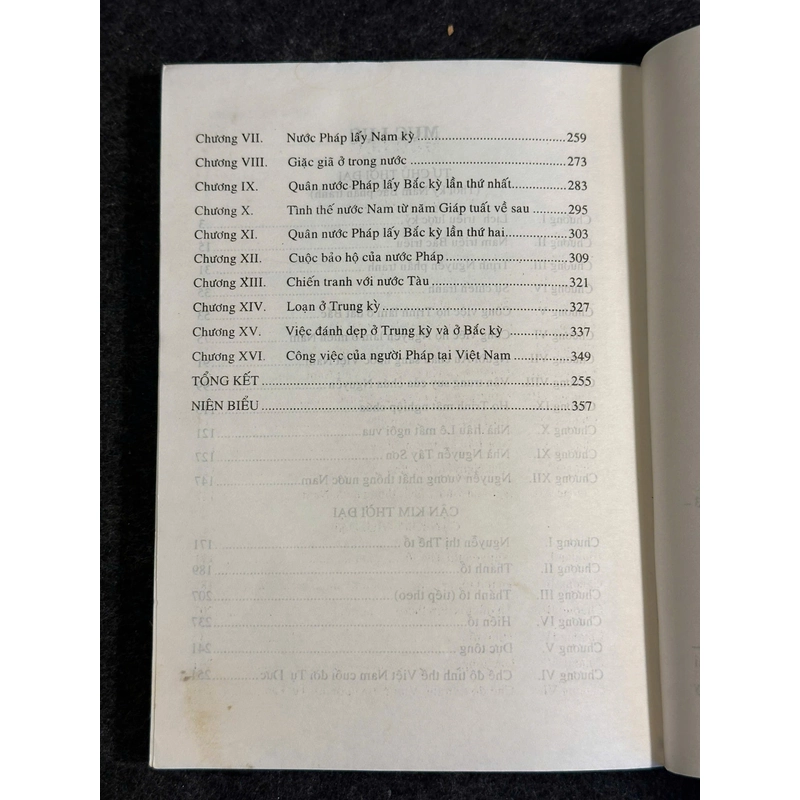 Chương VII. Nước Pháp lấy Nam kỳ ........ 259
Chương VIII. Giặc giã ở trong nước ........ 273
Chương IX. Quân nước Pháp lấy Bắc kỳ lần thứ nhất ........ 283
Chương X. Tình thế nước Nam từ năm Giáp tuất về sau ........ 295
Chương XI. Quân nước Pháp lấy Bắc kỳ lần thứ hai ........ 303
Chương XII. Cuộc bảo hộ của nước Pháp ........ 309
Chương XIII. Chiến tranh với nước Tàu ........ 321
Chương XIV. Loạn ở Trung kỳ ........ 327
Chương XV. Việc đánh dẹp ở Trung kỳ và ở Bắc kỳ ........ 337
Chương XVI. Công việc của người Pháp tại Việt Nam ........ 349
TỔNG KẾT ........ 255
NIÊN BIỂU ........ 357